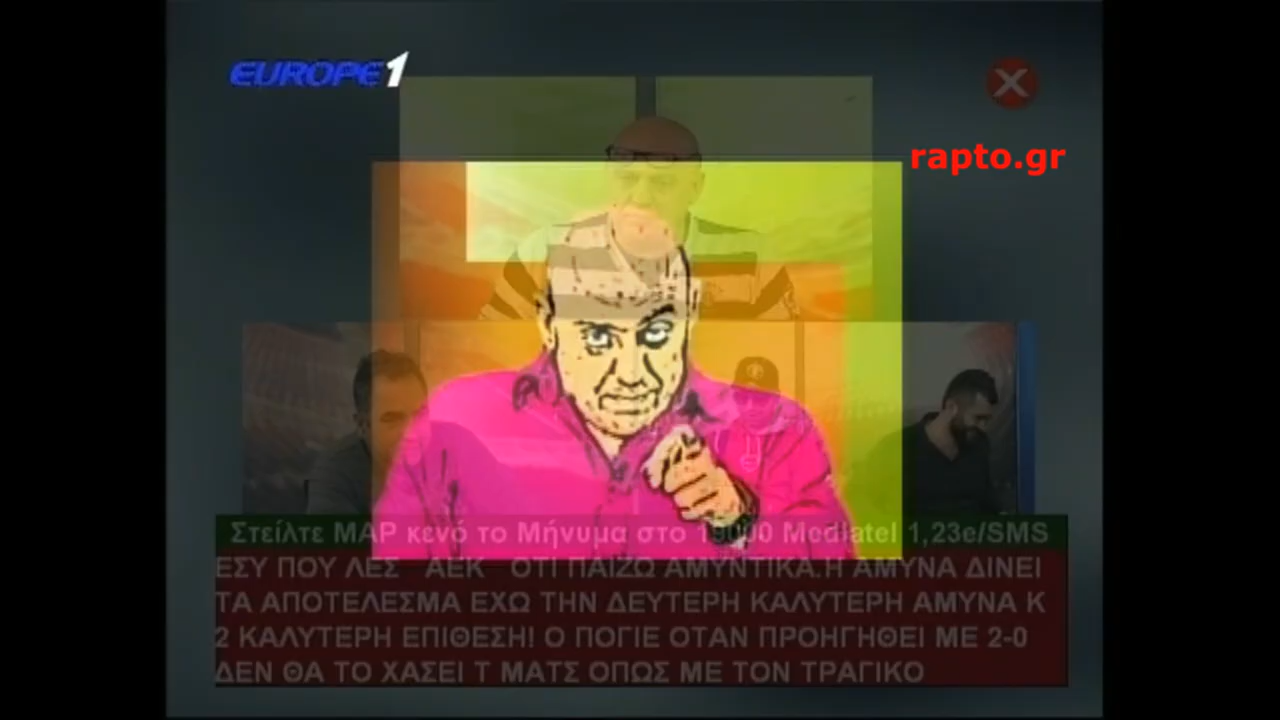 EUROPE1
X
rapto.gr
Στείλτε ΜΑΡ κενό το Μήνυμα στο 19000 Mediatel 1,23e/SMS
ΕΣΥ ΠΟΥ ΛΕΣ ΑΕΚ ΟΤΙ ΠΑΙΖΩ ΑΜΥΝΤΙΚΑ.Η ΑΜΥΝΑ ΔΙΝΕΙ
ΤΑ ΑΠΟΤΕΛΕΣΜΑ ΕΧΩ ΤΗΝ ΔΕΥΤΕΡΗ ΚΑΛΥΤΕΡΗ ΑΜΥΝΑ Κ
2 ΚΑΛΥΤΕΡΗ ΕΠΙΘΕΣΗ! Ο ΠΟΓΙΕ ΟΤΑΝ ΠΡΟΗΓΗΘΕΙ ΜΕ 2-0
ΔΕΝ ΘΑ ΤΟ ΧΑΣΕΙ Τ ΜΑΤΣ ΟΠΩΣ ΜΕ ΤΟΝ ΤΡΑΓΙΚΟ